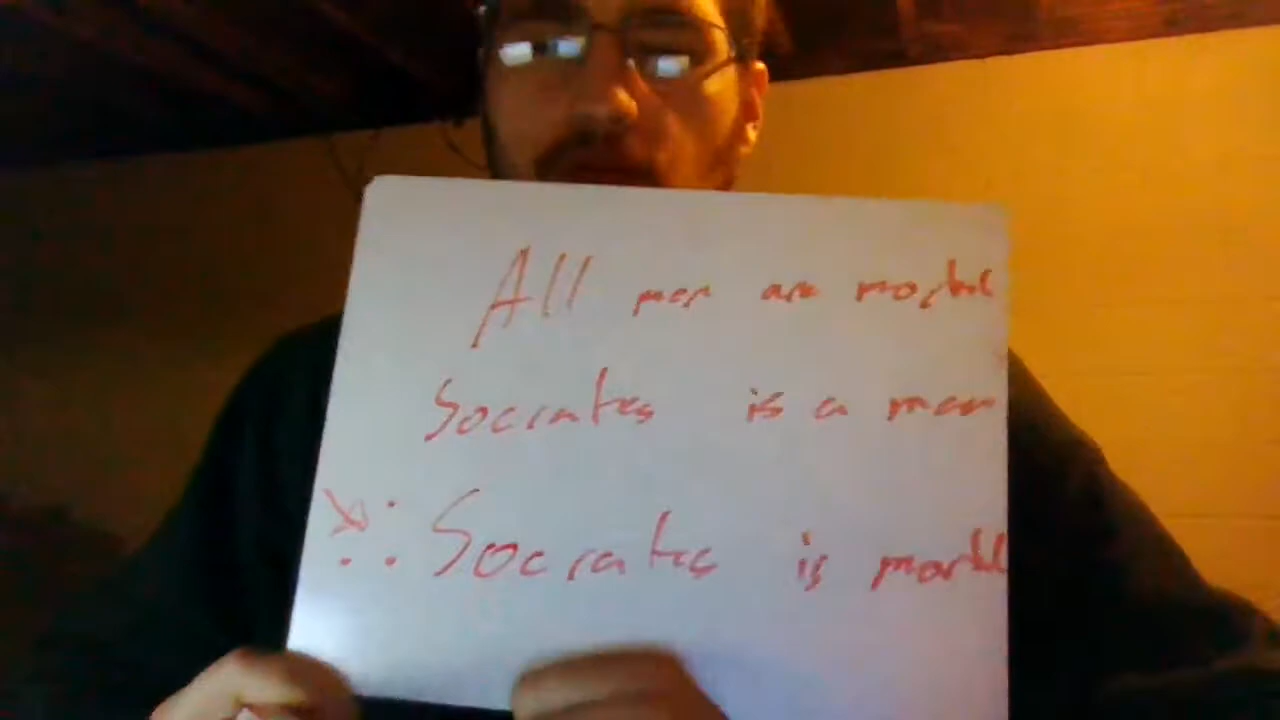 All men are mortal
Socrates is a man
∴ Socrates is mortal